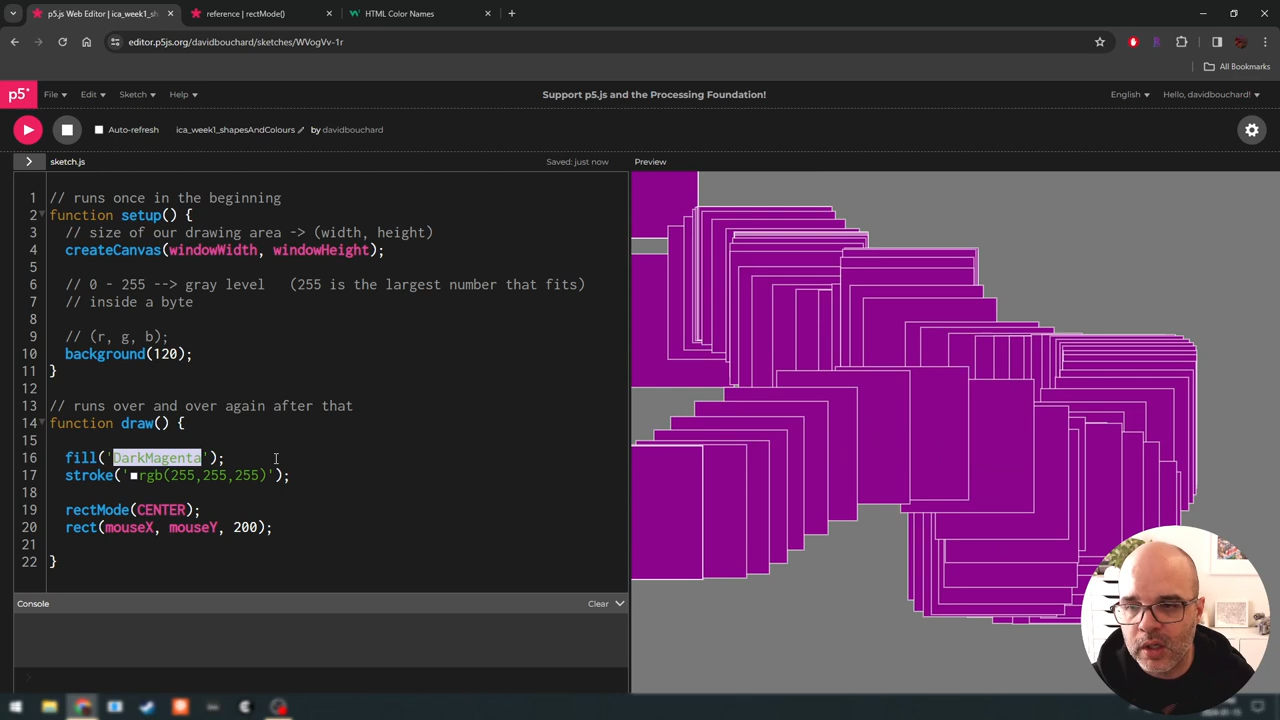 p5.js Web Editor | ica_week1_sh
reference | rectMode()
HTML Color Names
editor.p5js.org/davidbouchard/sketches/WVogVv-1r
All Bookmarks
p5*
File
Edit
Sketch
Help
Support p5.js and the Processing Foundation!
English
Hello, davidbouchard!
Auto-refresh
ica_week1_shapesAndColours
by davidbouchard
sketch.js
Saved: just now
Preview
1 // runs once in the beginning
2 function setup() {
3 // size of our drawing area -> (width, height)
4 createCanvas(windowWidth, windowHeight);
5
6 // 0 - 255 --> gray level (255 is the largest number that fits)
7 // inside a byte
8
9 // (r, g, b);
10 background(120);
11 }
12
13 // runs over and over again after that
14 function draw() {
15
16 fill('DarkMagenta');
17 stroke('rgb(255,255,255)');
18
19 rectMode(CENTER);
20 rect(mouseX, mouseY, 200);
21
22 }
Console
Clear